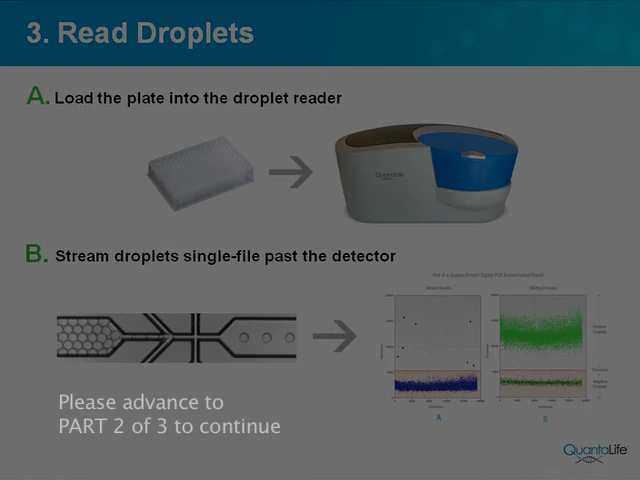 3. Read Droplets
A. Load the plate into the droplet reader
QuantaLife
B. Stream droplets single-file past the detector
A
B
Please advance to
PART 2 of 3 to continue
QuantaLife